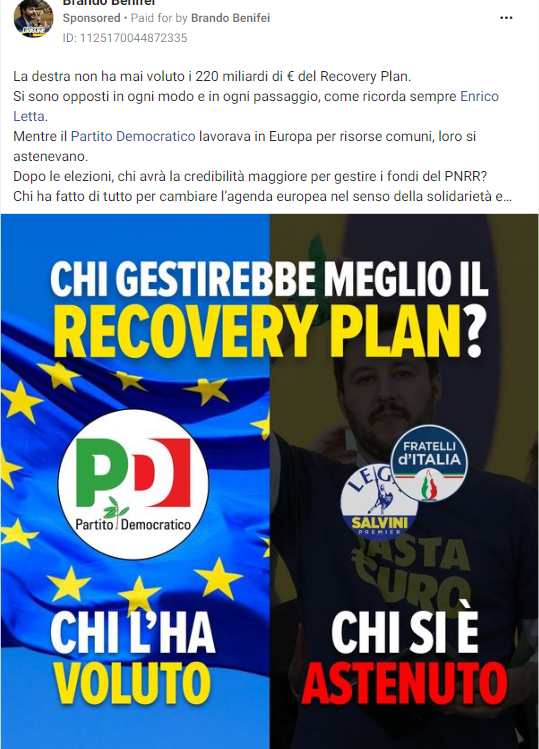 Brando Benifei
Sponsored • Paid for by Brando Benifei
ID: 1125170044872335
La destra non ha mai voluto i 220 miliardi di € del Recovery Plan.
Si sono opposti in ogni modo e in ogni passaggio, come ricorda sempre Enrico
Letta.
Mentre il Partito Democratico lavorava in Europa per risorse comuni, loro si
astenevano.
Dopo le elezioni, chi avrà la credibilità maggiore per gestire i fondi del PNRR?
Chi ha fatto di tutto per cambiare l'agenda europea nel senso della solidarietà e...
CHI GESTIREBBE MEGLIO IL
RECOVERY PLAN?
PD
Partito Democratico
FRATELLI
d'ITALIA
LEGA
SALVINI
PREMIER
BASTA
€URO
CHI L'HA
VOLUTO
CHI SI È
ASTENUTO